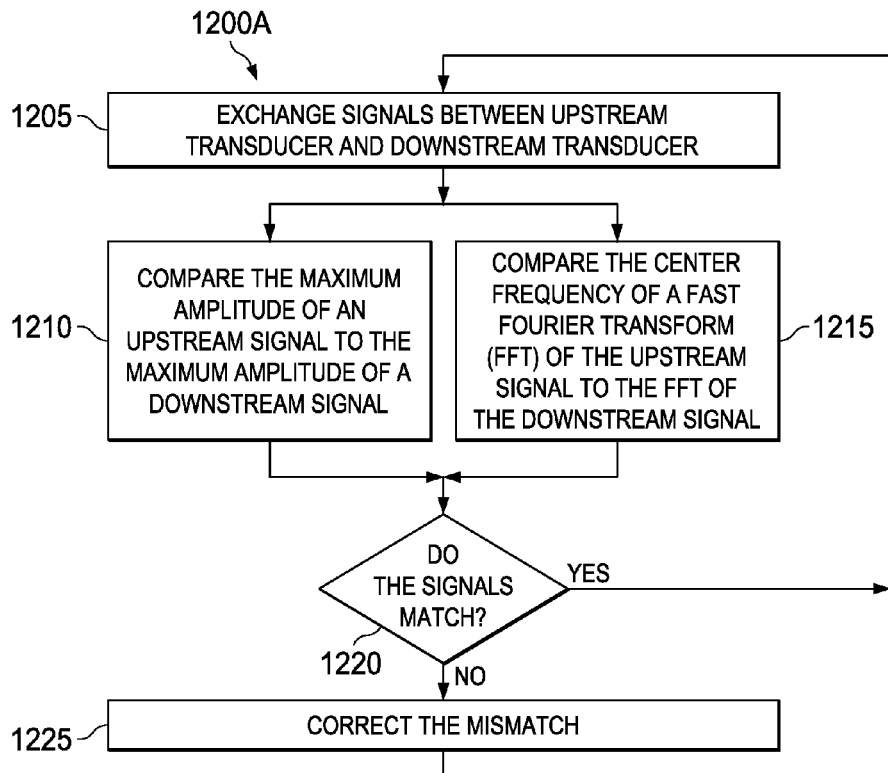 1200A
1205
EXCHANGE SIGNALS BETWEEN UPSTREAM
TRANSDUCER AND DOWNSTREAM TRANSDUCER
1210
COMPARE THE MAXIMUM
AMPLITUDE OF AN
UPSTREAM SIGNAL TO THE
MAXIMUM AMPLITUDE OF A
DOWNSTREAM SIGNAL
COMPARE THE CENTER
FREQUENCY OF A FAST
FOURIER TRANSFORM
(FFT) OF THE UPSTREAM
SIGNAL TO THE FFT OF
THE DOWNSTREAM SIGNAL
1215
DO
THE SIGNALS
MATCH?
YES
1220
NO
1225
CORRECT THE MISMATCH